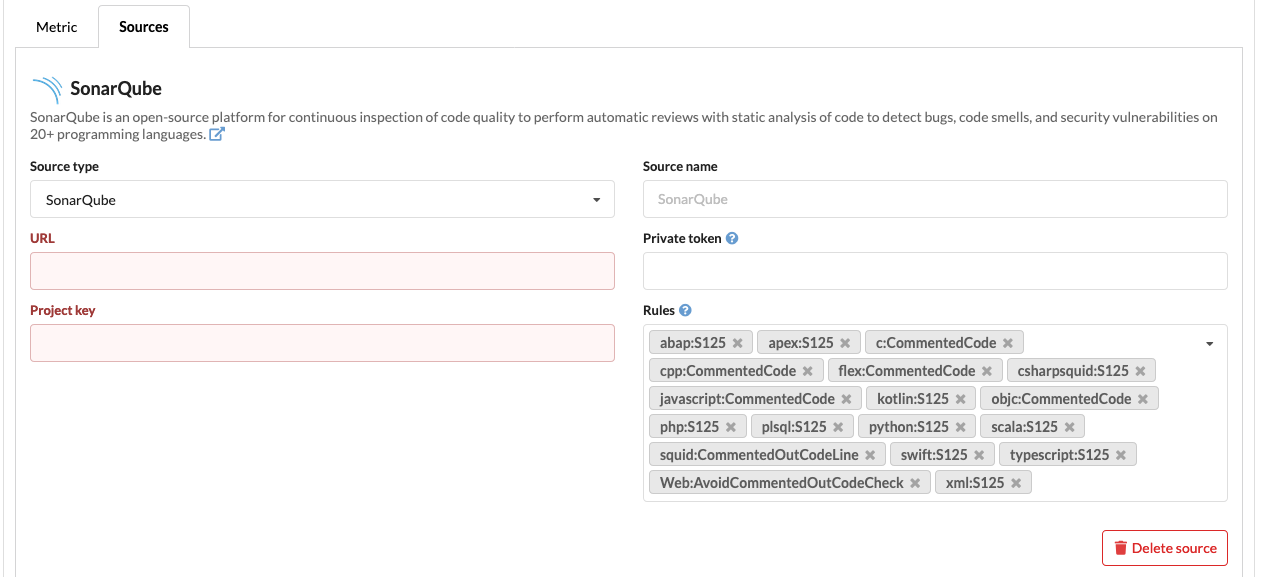 Metric
Sources
SonarQube
SonarQube is an open-source platform for continuous inspection of code quality to perform automatic reviews with static analysis of code to detect bugs, code smells, and security vulnerabilities on
20+ programming languages.
Source type
SonarQube
Source name
SonarQube
URL
Private token
Project key
Rules
abap:S125 apex:S125 c:CommentedCode
cpp:CommentedCode flex:CommentedCode csharpsquid:S125
javascript:CommentedCode kotlin:S125 objc:CommentedCode
php:S125 plsql:S125 python:S125 scala:S125
squid:CommentedOutCodeLine swift:S125 typescript:S125
Web:AvoidCommentedOutCodeCheck xml:S125
Delete source